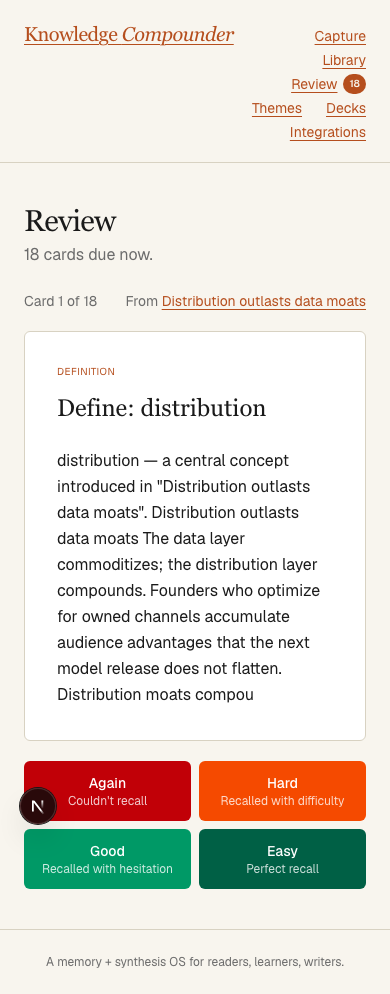 Knowledge Compounder
Capture
Library
Review 18
Themes Decks
Integrations
Review
18 cards due now.
Card 1 of 18 From Distribution outlasts data moats
DEFINITION
Define: distribution
distribution — a central concept
introduced in "Distribution outlasts
data moats". Distribution outlasts
data moats The data layer
commoditizes; the distribution layer
compounds. Founders who optimize
for owned channels accumulate
audience advantages that the next
model release does not flatten.
Distribution moats compou
Again
Couldn't recall
Hard
Recalled with difficulty
N
Good
Recalled with hesitation
Easy
Perfect recall
A memory + synthesis OS for readers, learners, writers.